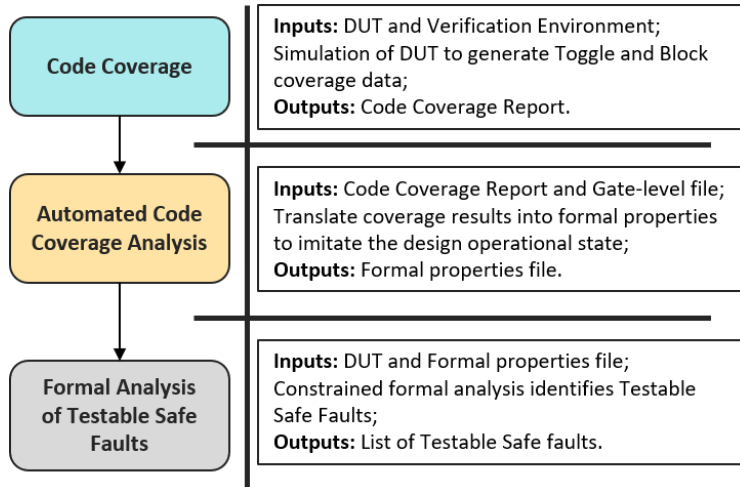 Code Coverage
Inputs: DUT and Verification Environment;
Simulation of DUT to generate Toggle and Block
coverage data;
Outputs: Code Coverage Report.
Automated Code
Coverage Analysis
Inputs: Code Coverage Report and Gate-level file;
Translate coverage results into formal properties
to imitate the design operational state;
Outputs: Formal properties file.
Formal Analysis
of Testable Safe
Faults
Inputs: DUT and Formal properties file;
Constrained formal analysis identifies Testable
Safe Faults;
Outputs: List of Testable Safe faults.